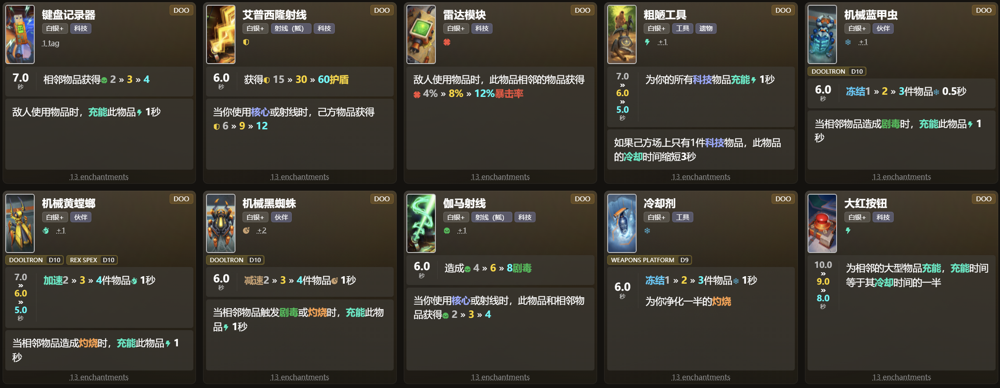 键盘记录器
DOO
白银+ 科技
1 tag
7.0
秒
相邻物品获得 2 » 3 » 4
敌人使用物品时，充能此物品 1秒
13 enchantments
艾普西隆射线
DOO
白银+ 射线（鳐） 科技
6.0
秒
获得 15 » 30 » 60护盾
当你使用核心或射线时，己方物品获得
6 » 9 » 12
13 enchantments
雷达模块
DOO
白银+ 科技
敌人使用物品时，此物品相邻的物品获得
4% » 8% » 12%暴击率
13 enchantments
粗陋工具
DOO
白银+ 工具 遗物
+1
7.0
»
6.0
»
5.0
秒
为你的所有科技物品充能 1秒
如果己方场上只有1件科技物品，此物品
的冷却时间缩短3秒
13 enchantments
机械蓝甲虫
DOO
白银+ 伙伴
+1
DOOLTRON D10
6.0
秒
冻结1 » 2 » 3件物品 0.5秒
当相邻物品造成剧毒时，充能此物品 1
秒
13 enchantments
机械黄螳螂
DOO
白银+ 伙伴
+1
DOOLTRON D10 REX SPEX D10
7.0
»
6.0
»
5.0
秒
加速2 » 3 » 4件物品 1秒
当相邻物品造成灼烧时，充能此物品 1
秒
13 enchantments
机械黑蜘蛛
DOO
白银+ 伙伴
+2
DOOLTRON D10
6.0
秒
减速2 » 3 » 4件物品 1秒
当相邻物品触发剧毒或灼烧时，充能此物
品 1秒
13 enchantments
伽马射线
DOO
白银+ 射线（鳐） 科技
+1
6.0
秒
造成 4 » 6 » 8剧毒
当你使用核心或射线时，此物品和相邻物
品获得 2 » 3 » 4
13 enchantments
冷却剂
DOO
白银+ 工具
WEAPONS PLATFORM D9
6.0
秒
冻结1 » 2 » 3件物品 1秒
为你净化一半的灼烧
13 enchantments
大红按钮
DOO
白银+ 科技
10.0
»
9.0
»
8.0
秒
为相邻的大型物品充能，充能时间
等于其冷却时间的一半
13 enchantments